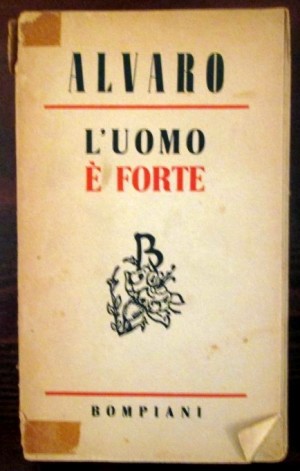 ALVARO
L'UOMO
È FORTE
B
BOMPIANI